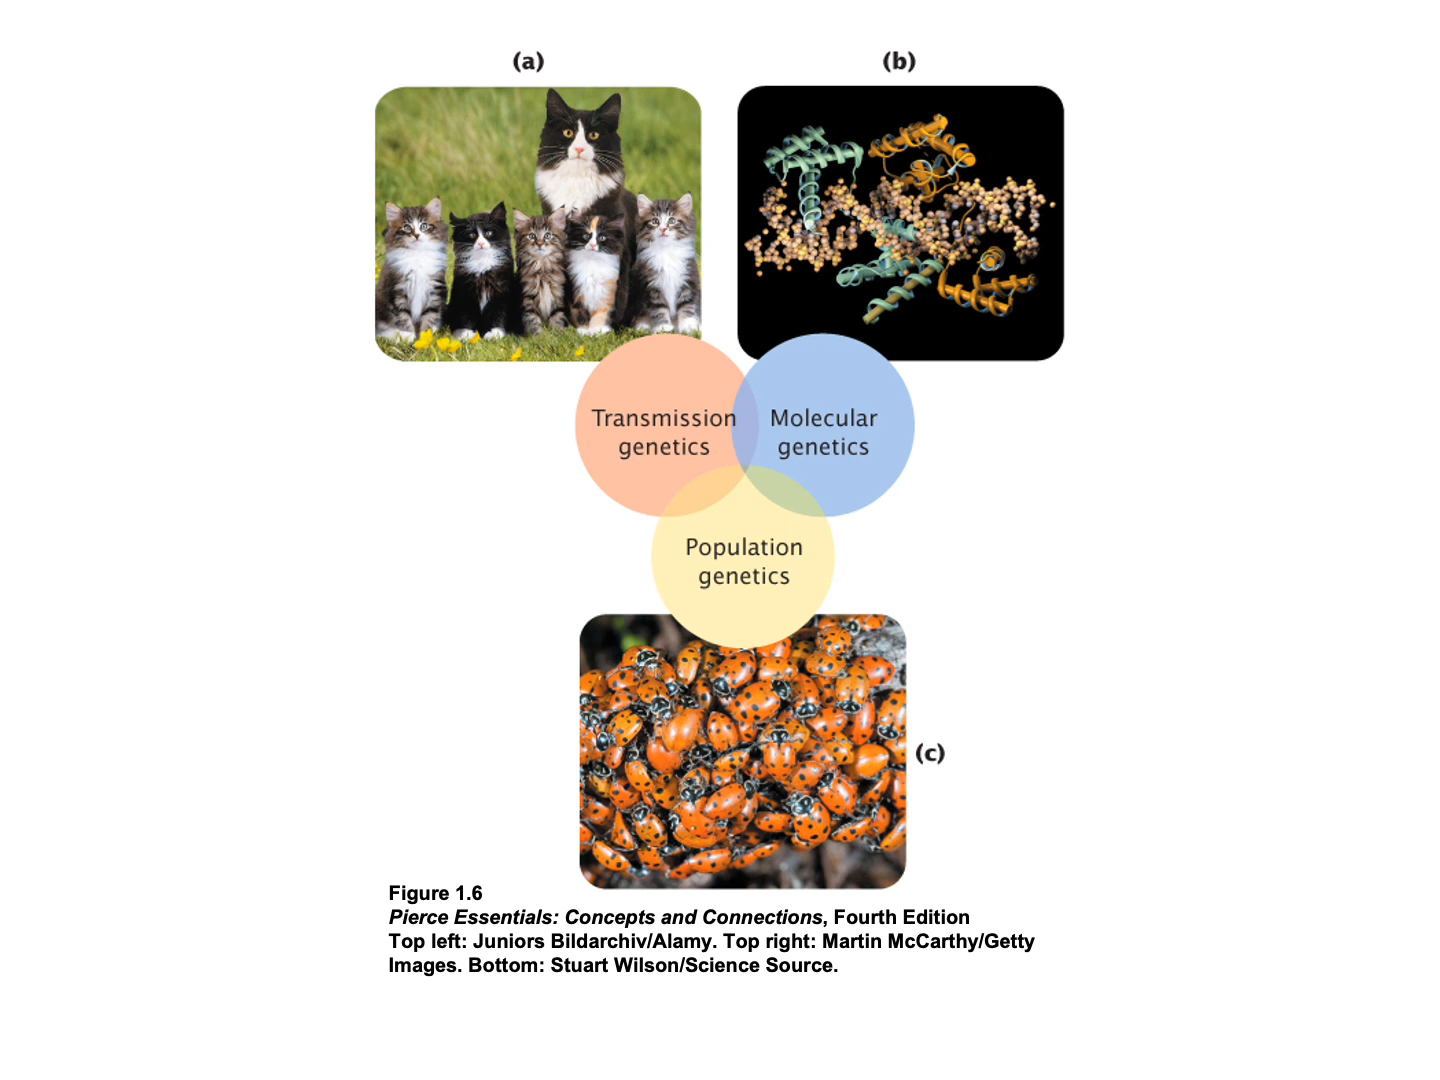 (a)
(b)
Transmission
genetics
Molecular
genetics
Population
genetics
(c)
Figure 1.6
Pierce Essentials: Concepts and Connections, Fourth Edition
Top left: Juniors Bildarchiv/Alamy. Top right: Martin McCarthy/Getty
Images. Bottom: Stuart Wilson/Science Source.